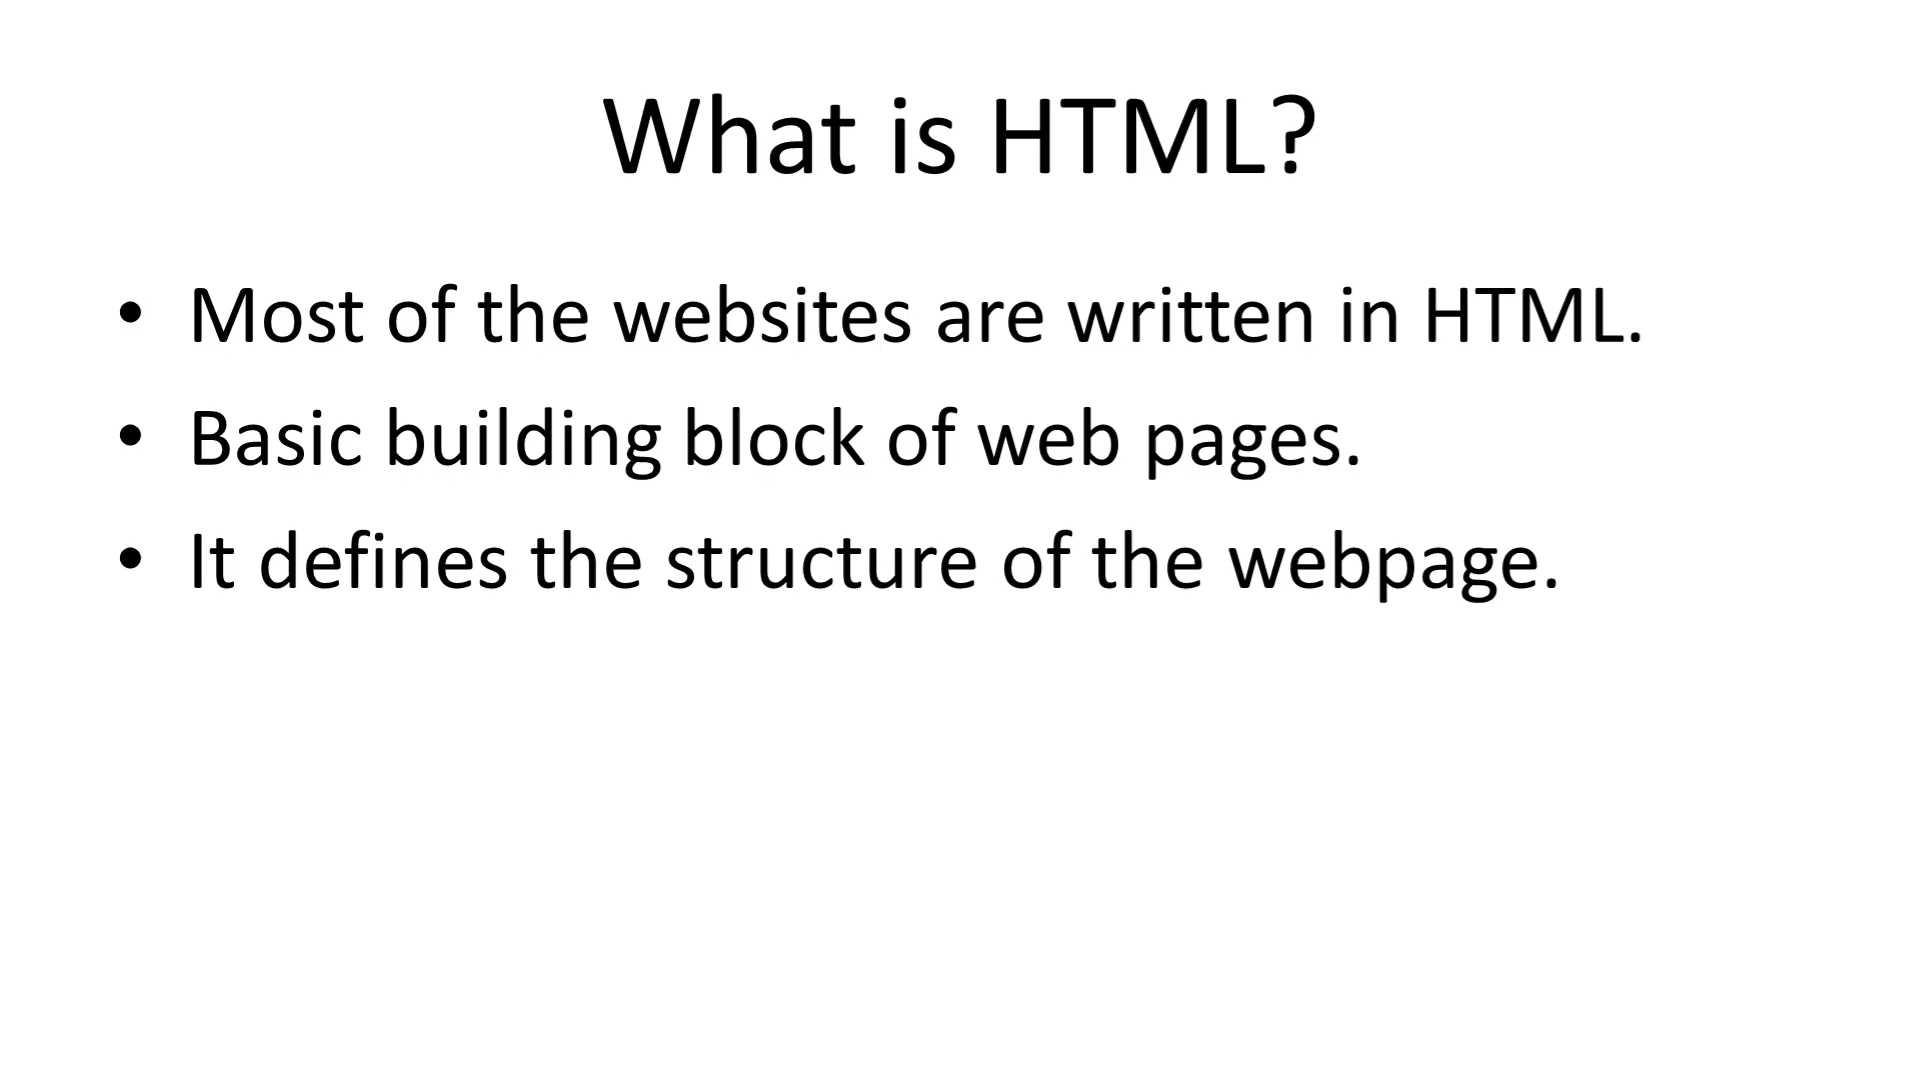 What is HTML?
• Most of the websites are written in HTML.
• Basic building block of web pages.
• It defines the structure of the webpage.